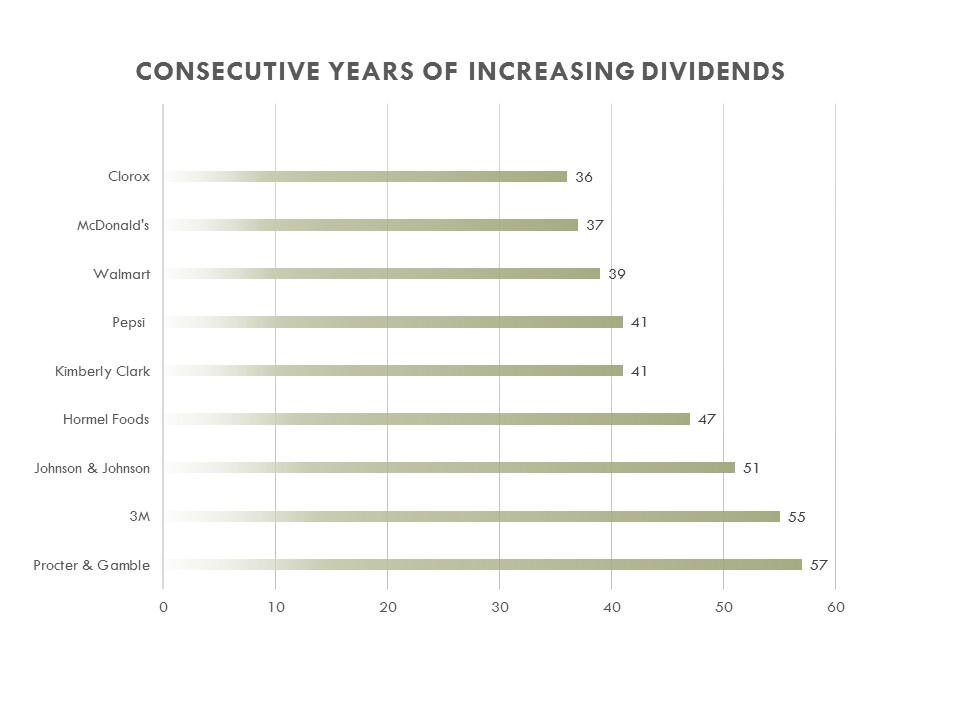 CONSECUTIVE YEARS OF INCREASING DIVIDENDS
Clorox 36
McDonald's 37
Walmart 39
Pepsi 41
Kimberly Clark 41
Hormel Foods 47
Johnson & Johnson 51
3M 55
Procter & Gamble 57
0 10 20 30 40 50 60